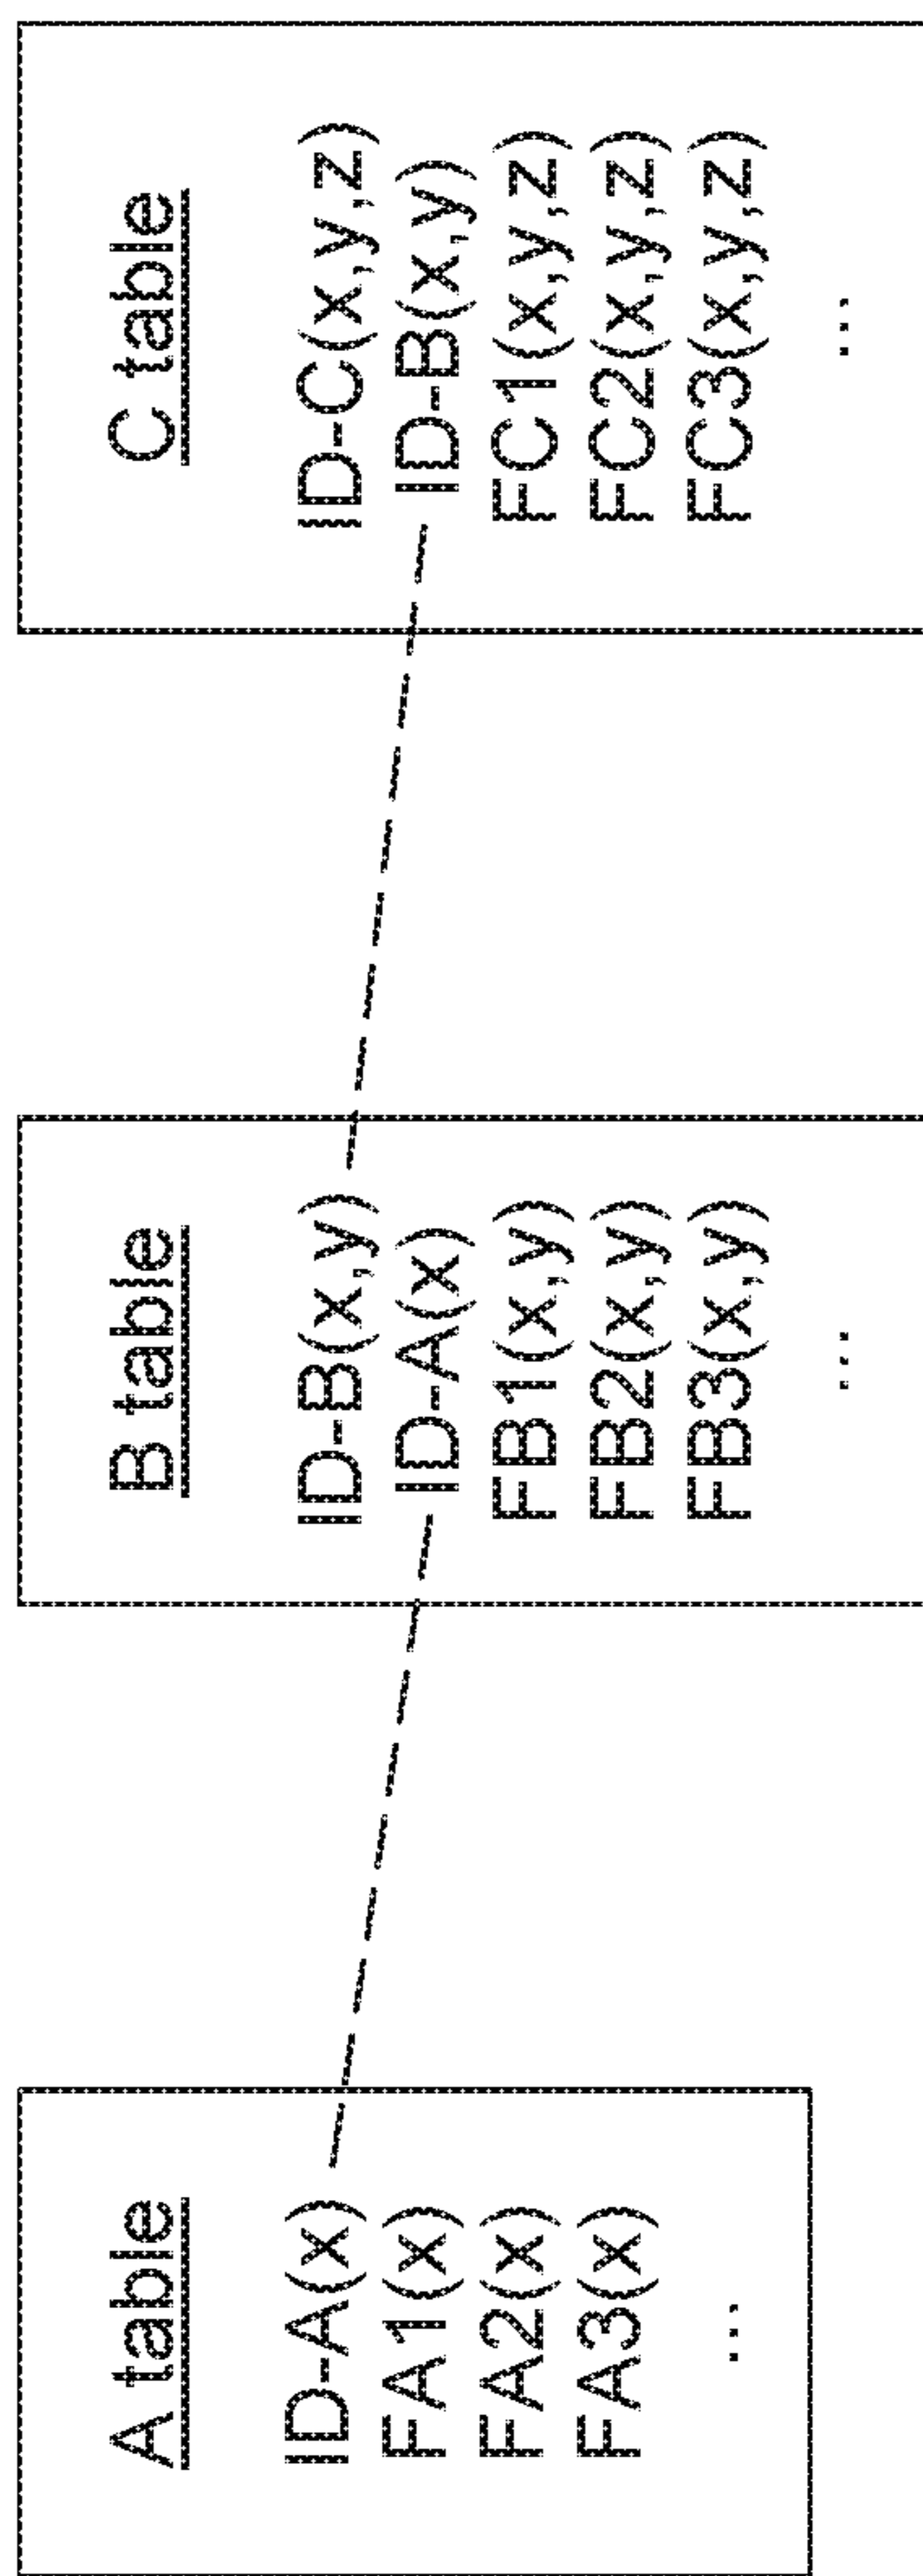 A table
ID-A(x)
FA1(x)
FA2(x)
FA3(x)
...
B table
ID-B(x,y)
ID-A(x)
FB1(x,y)
FB2(x,y)
FB3(x,y)
...
C table
ID-C(x,y,z)
ID-B(x,y)
FC1(x,y,z)
FC2(x,y,z)
FC3(x,y,z)
...